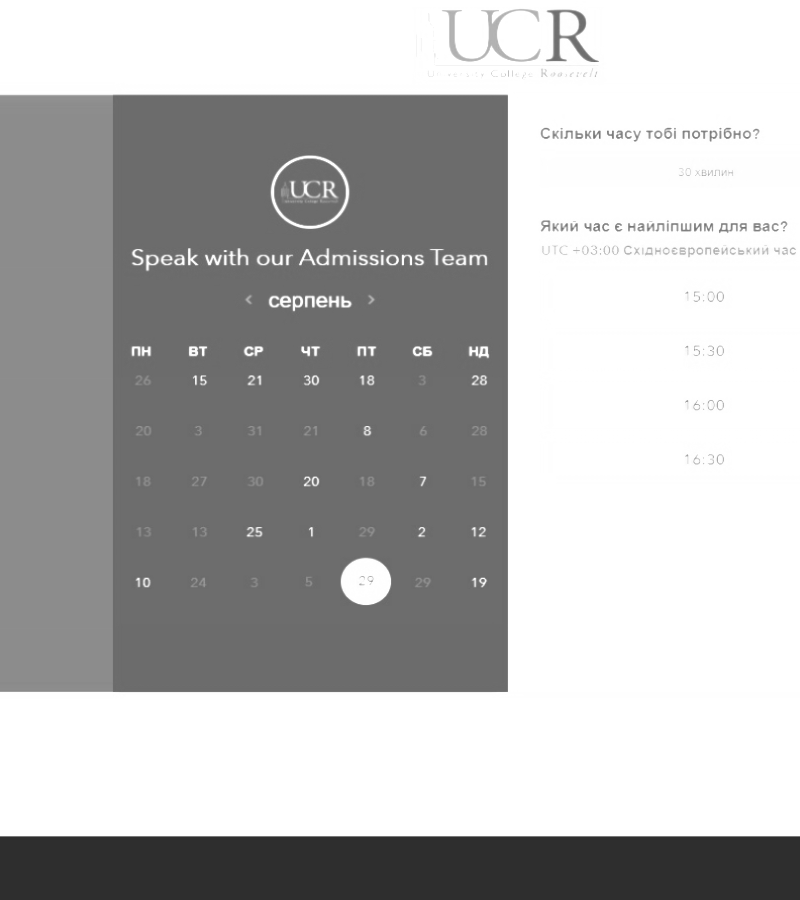 UCR
University College Roosevelt
UCR
Speak with our Admissions Team
< серпень >
ПН ВТ СР ЧТ ПТ СБ НД
26 15 21 30 18 3 28
20 3 31 21 8 6 28
18 27 30 20 18 7 15
13 13 25 1 29 2 12
10 24 3 5 29 29 19
Скільки часу тобі потрібно?
30 хвилин
Який час є найліпшим для вас?
UTC +03:00 Східноєвропейський час
15:00
15:30
16:00
16:30